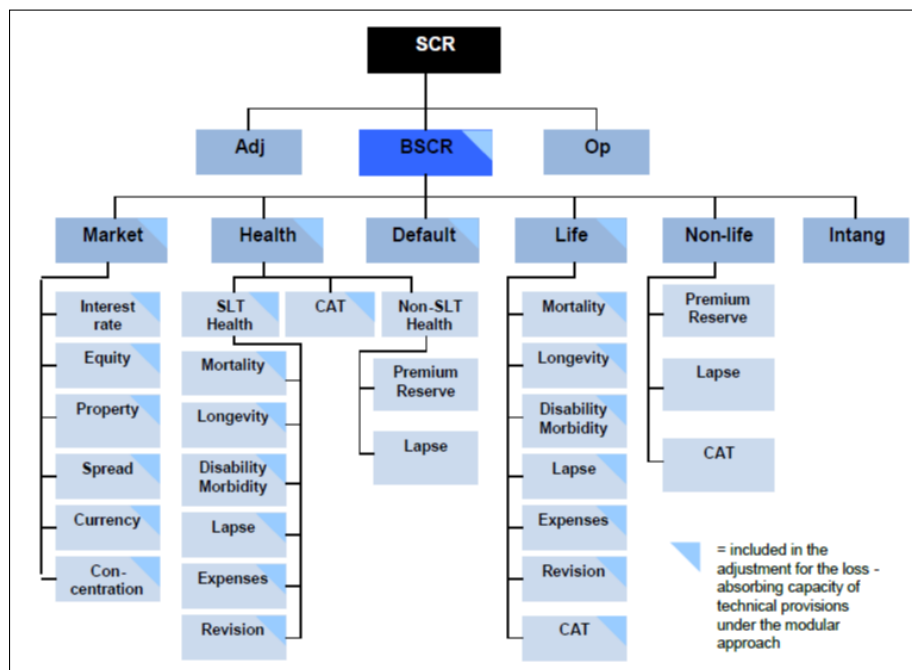 SCR
Adj
BSCR
Op
Market
Health
Default
Life
Non-life
Intang
Interest
rate
Equity
Property
Spread
Currency
Con-
centration
SLT
Health
CAT
Non-SLT
Health
Mortality
Longevity
Disability
Morbidity
Lapse
Expenses
Revision
Premium
Reserve
Lapse
Mortality
Longevity
Disability
Morbidity
Lapse
Expenses
Revision
CAT
Premium
Reserve
Lapse
CAT
= included in the
adjustment for the loss -
absorbing capacity of
technical provisions
under the modular
approach